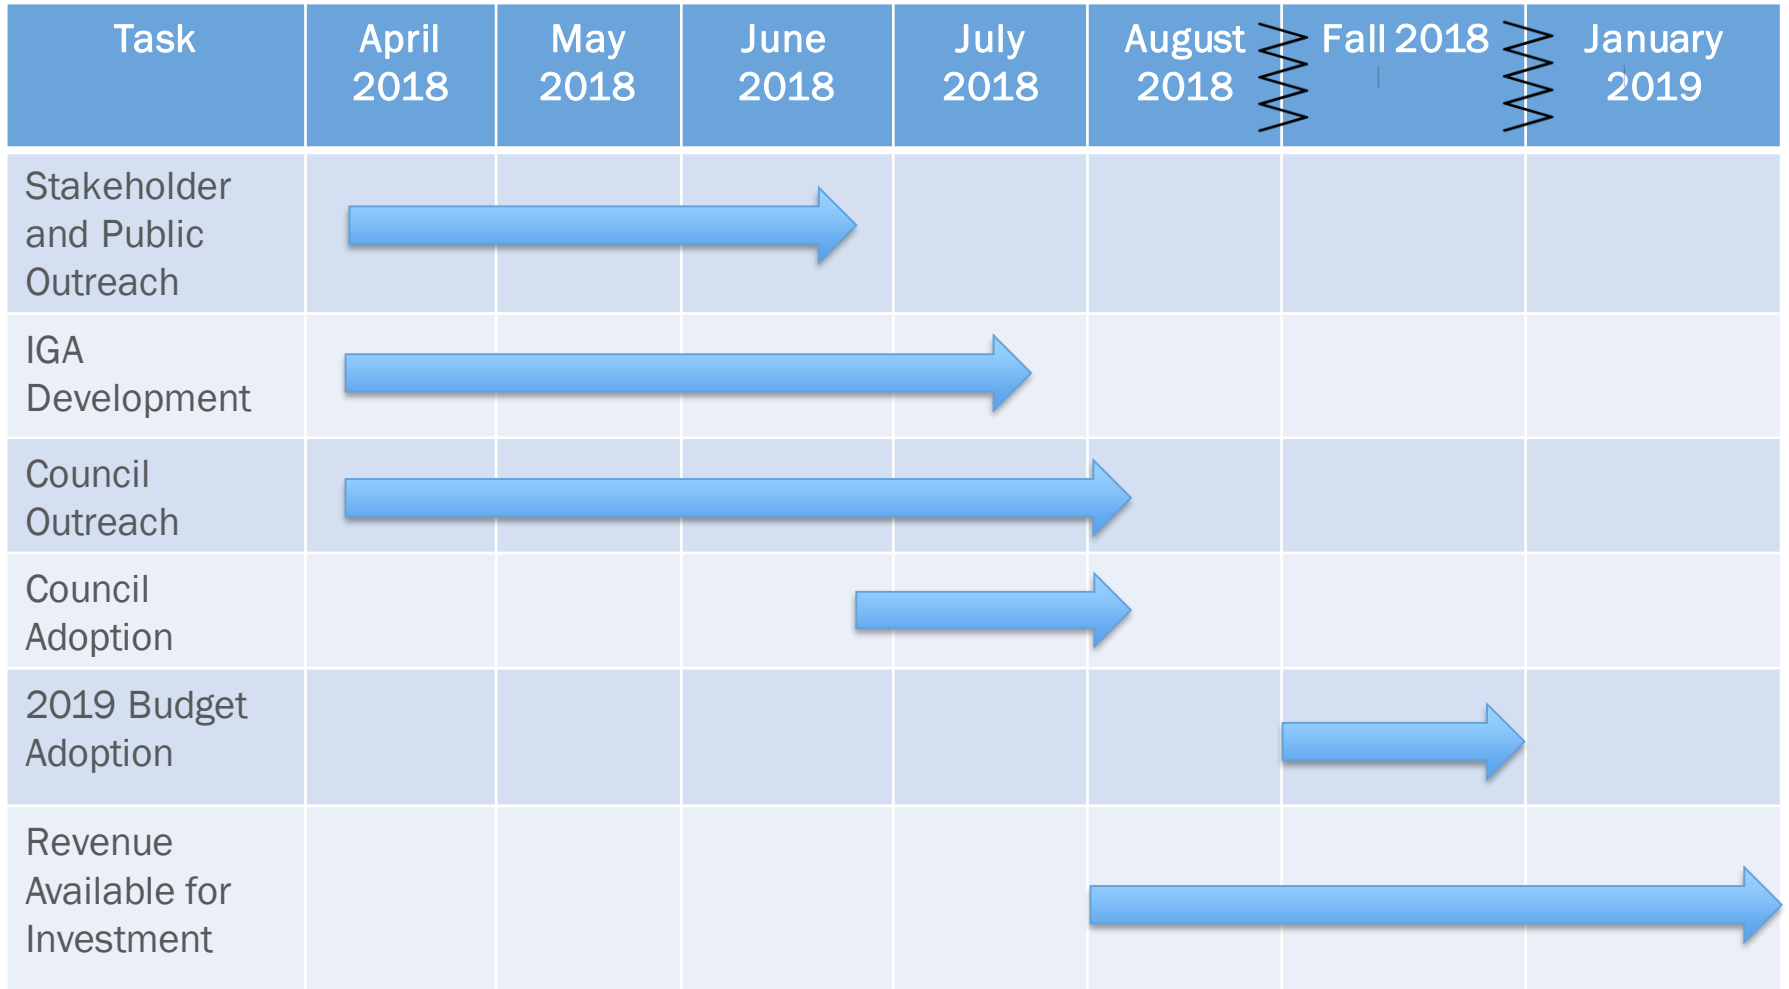 Task
April
2018
May
2018
June
2018
July
2018
August
2018
Fall 2018
January
2019
Stakeholder
and Public
Outreach
IGA
Development
Council
Outreach
Council
Adoption
2019 Budget
Adoption
Revenue
Available for
Investment